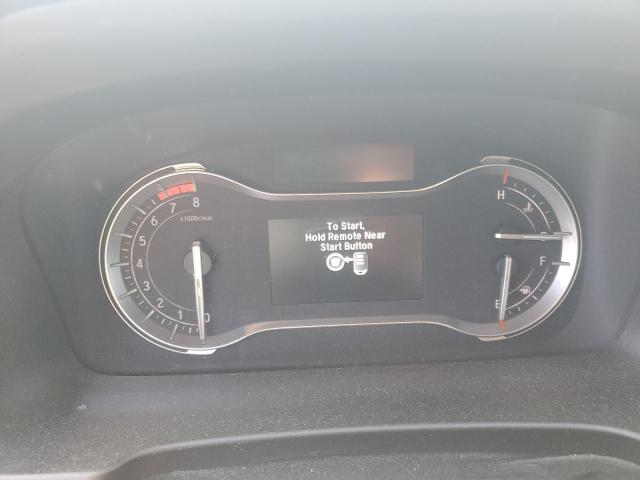 To Start,
Hold Remote Near
Start Button
8
7
6
5
4
3
2
1
0
x1000r/min
H
F
E